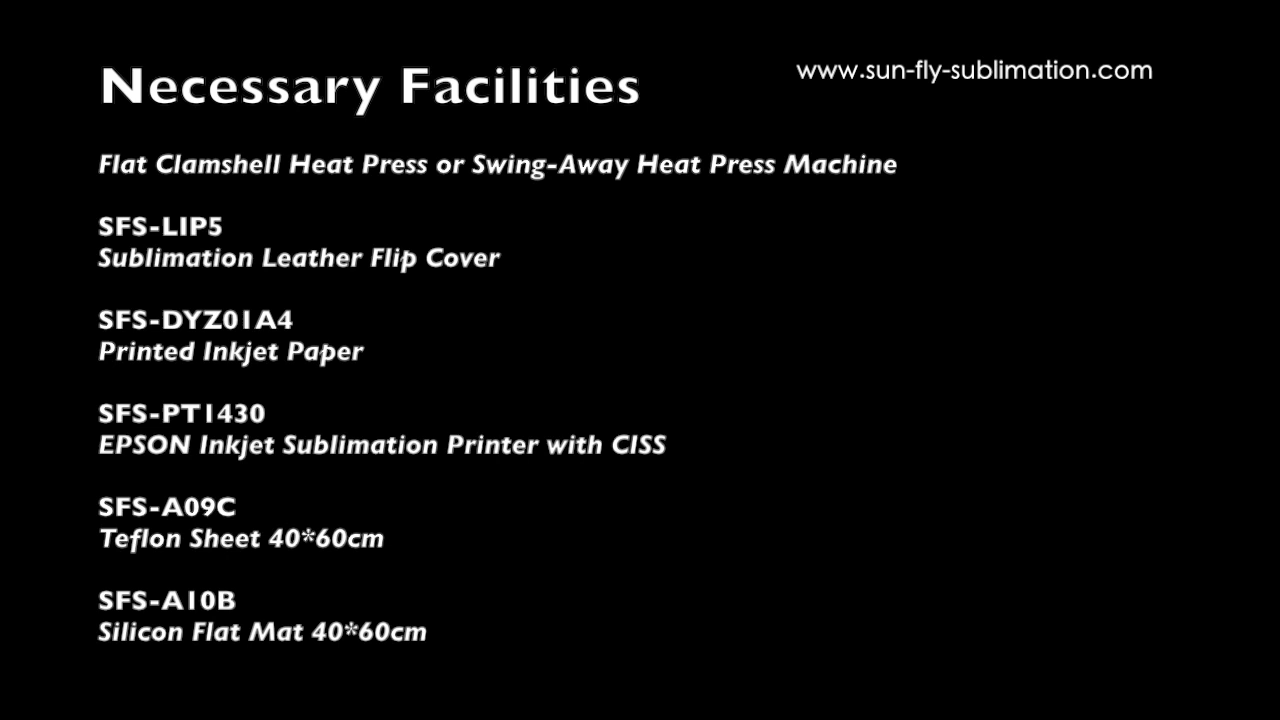 Necessary Facilities
www.sun-fly-sublimation.com
Flat Clamshell Heat Press or Swing-Away Heat Press Machine
SFS-LIP5
Sublimation Leather Flip Cover
SFS-DYZ01A4
Printed Inkjet Paper
SFS-PT1430
EPSON Inkjet Sublimation Printer with CISS
SFS-A09C
Teflon Sheet 40*60cm
SFS-A10B
Silicon Flat Mat 40*60cm